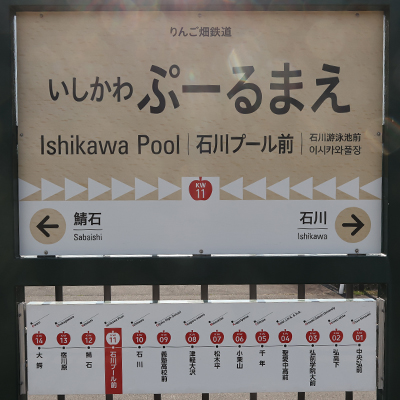 りんご畑鉄道
いしかわ ぷーるまえ
Ishikawa Pool 石川プール前 石川游泳池前
이시카와풀장
KW
11
鯖石 石川
Sabaishi Ishikawa
14 13 12 11 10 09 08 07 06 05 04 03 02 01
大鰐 宿川原 鯖石 石川プール前 石川 義塾高校前 津軽大沢 松木平 小栗山 千年 聖愛中高前 弘前学院大前 弘高下 中央弘前